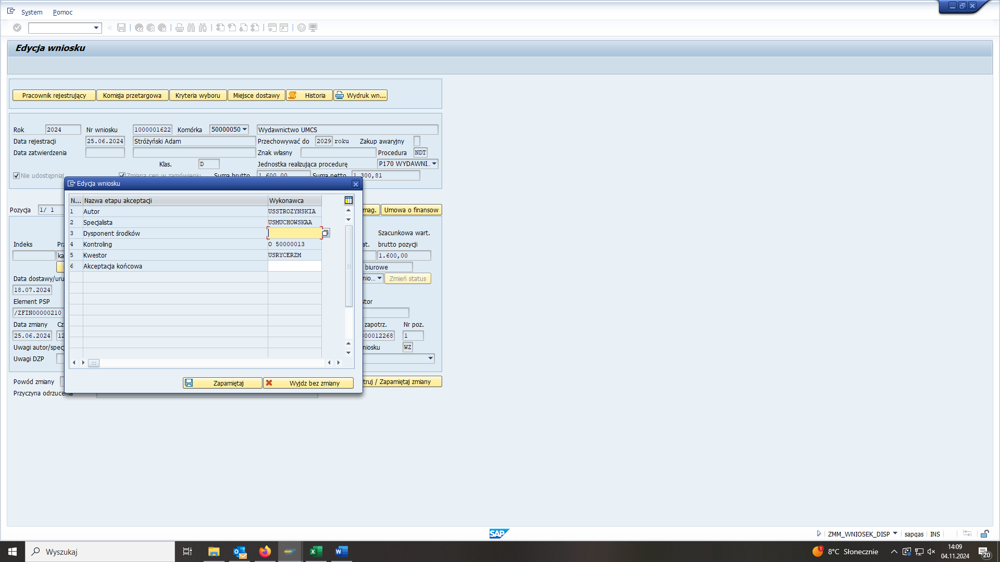 System Pomoc
Edycja wniosku
Pracownik rejestrujący Komisja przetargowa Kryteria wyboru Miejsce dostawy Historia Wydruk wn...
Rok 2024 Nr wniosku 1000001622 Komórka 50000050 Wydawnictwo UMCS
Data rejestracji 25.06.2024 Stróżyński Adam Przechowywać do 2029 roku Zakup awaryjny
Data zatwierdzenia Znak własny Procedura NDT
Klas. D Jednostka realizująca procedurę P170 WYDAWNI..
Nie udostępniaj Zmiana cen w zamówieniu Suma brutto 1.600,00 Suma netto 1.300,81
Edycja wniosku
N... Nazwa etapu akceptacji Wykonawca
1 Autor USSTROZYNSKIA
2 Specjalista USMUCHOWSKAA
3 Dysponent środków
4 Kontroling O 50000013
5 Kwestor USRYCERZM
6 Akceptacja końcowa
Zapamiętaj Wyjdz bez zmiany
Pozycja 1/ 1 mag. Umowa o finansow
Szacunkowa wart.
Indeks Prz at. brutto pozycji
ka 1.600,00
biurowe
Data dostawy/uru nio... Zmień status
18.07.2024
Element PSP stor
/ZFIN00000210
Data zmiany Cz zapotrz. Nr poz.
25.06.2024 12 00012268 1
Uwagi autor/specj niosku WZ
Uwagi DZP
Powód zmiany truj / Zapamiętaj zmiany
Przyczyna odrzucenia
SAP
ZMM_WNIOSEK_DISP sapqas INS
Wyszukaj
1 8°C Słonecznie
14:09
04.11.2024
20